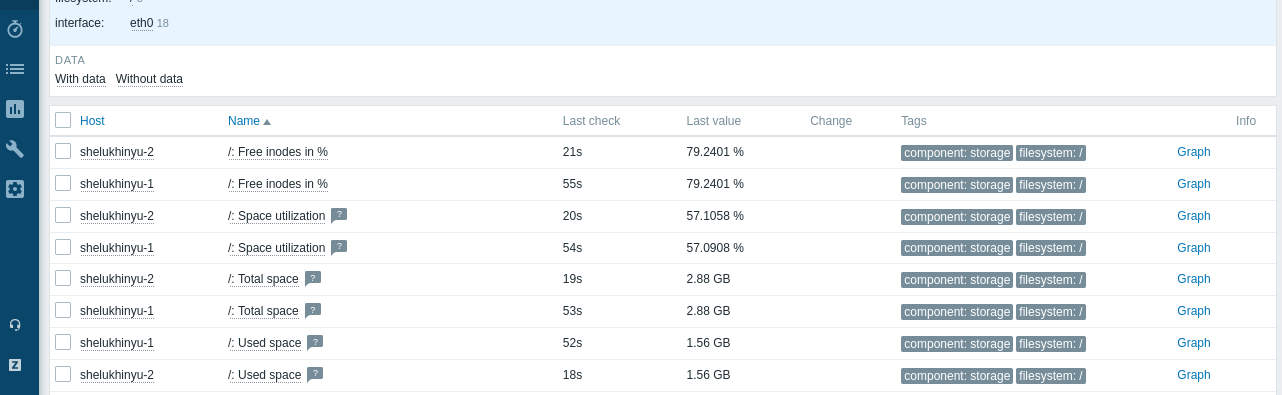 interface: eth0 18
DATA
With data Without data
Host Name Last check Last value Change Tags Info
shelukhinyu-2 /: Free inodes in % 21s 79.2401 % component: storage filesystem: / Graph
shelukhinyu-1 /: Free inodes in % 55s 79.2401 % component: storage filesystem: / Graph
shelukhinyu-2 /: Space utilization ? 20s 57.1058 % component: storage filesystem: / Graph
shelukhinyu-1 /: Space utilization ? 54s 57.0908 % component: storage filesystem: / Graph
shelukhinyu-2 /: Total space ? 19s 2.88 GB component: storage filesystem: / Graph
shelukhinyu-1 /: Total space ? 53s 2.88 GB component: storage filesystem: / Graph
shelukhinyu-1 /: Used space ? 52s 1.56 GB component: storage filesystem: / Graph
shelukhinyu-2 /: Used space ? 18s 1.56 GB component: storage filesystem: / Graph
Z